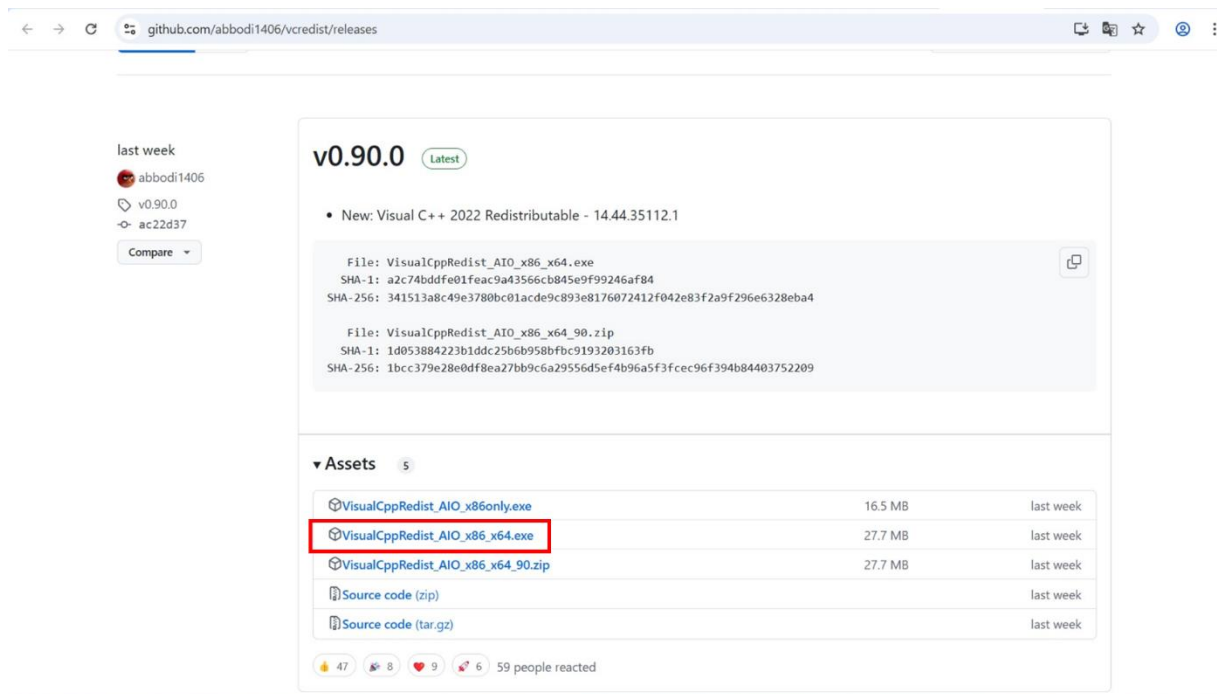 github.com/abbodi1406/vcredist/releases
last week
abbodi1406
v0.90.0
ac22d37
Compare
v0.90.0 Latest
New: Visual C++ 2022 Redistributable - 14.44.35112.1
File: VisualCppRedist_AIO_x86_x64.exe
SHA-1: a2c74bddfe01feac9a43566cb845e9f99246af84
SHA-256: 341513a8c49e3780bc01acde9c893e8176072412f042e83f2a9f296e6328eba4
File: VisualCppRedist_AIO_x86_x64_90.zip
SHA-1: 1d053884223b1ddc25b6b958bfbc9193203163fb
SHA-256: 1bcc379e28e0df8ea27bb9c6a29556d5ef4b96a5f3fcec96f394b84403752209
Assets 5
VisualCppRedist_AIO_x86only.exe 16.5 MB last week
VisualCppRedist_AIO_x86_x64.exe 27.7 MB last week
VisualCppRedist_AIO_x86_x64_90.zip 27.7 MB last week
Source code (zip) last week
Source code (tar.gz) last week
47 8 9 6 59 people reacted